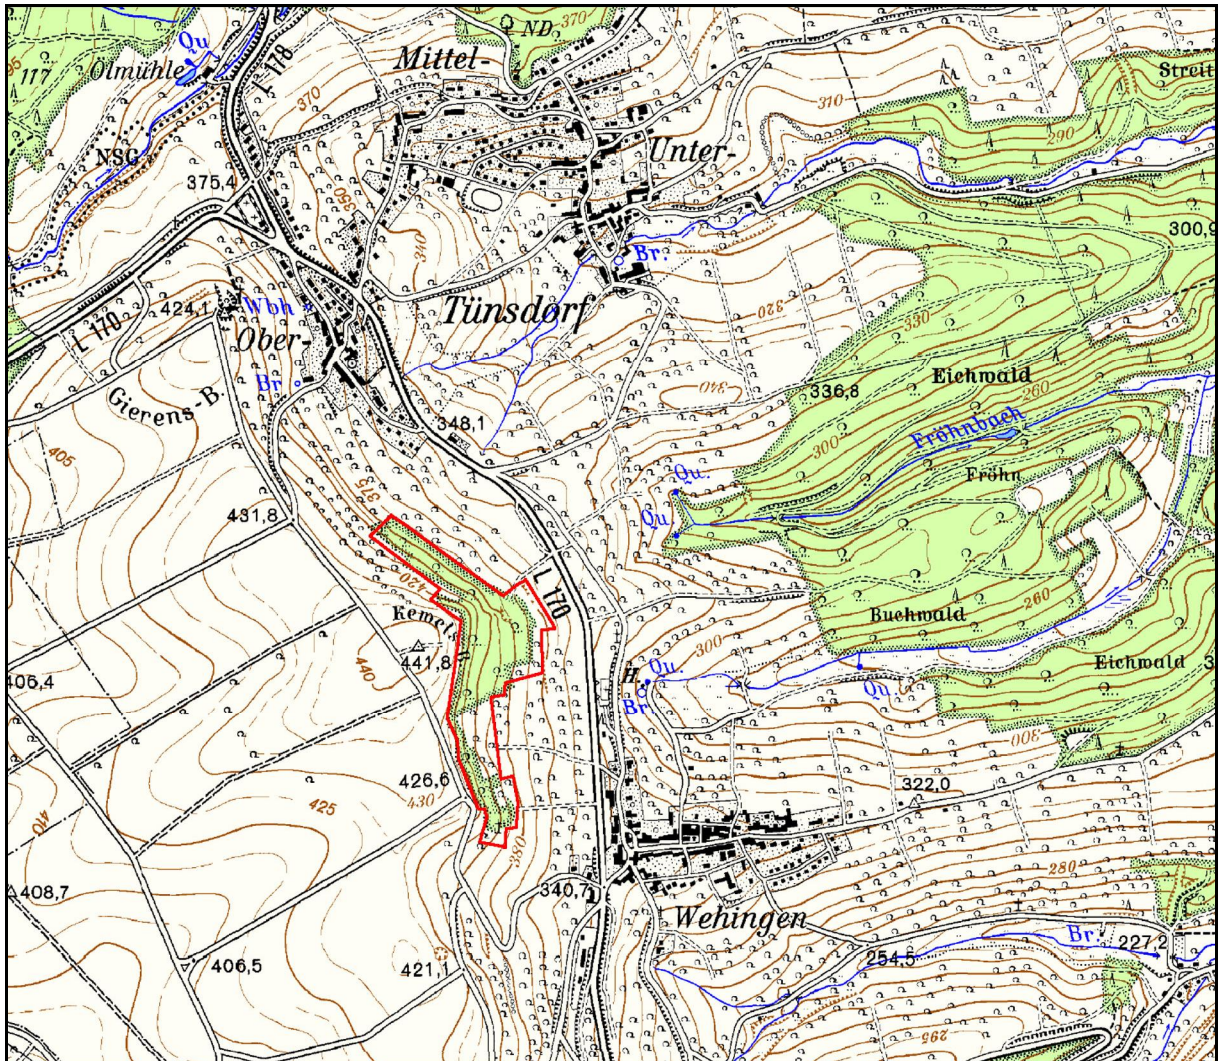 370
ND
Qu
Mittel-
L 178
117
Ölmühle
Streit
370
310
290
NSG
Unter-
375,4
350
300
300,9
Br.
424,1
Wbh
Tünsdorf
320
330
L 170
Ober-
Br
336,8
Eichwald
260
Gierens-B.
340
348,1
Fröhnbach
300
405
375
Qu.
Fröhn
431,8
Qu
420
L 170
260
Kewels-
Buchwald
441,8
300
440
Qu.
Eichwald
406,4
H.
Br.
Qu.
300
426,6
322,0
430
425
410
380
280
408,7
340,7
Wehingen
Br.
227,2
406,5
421,1
254,5
295